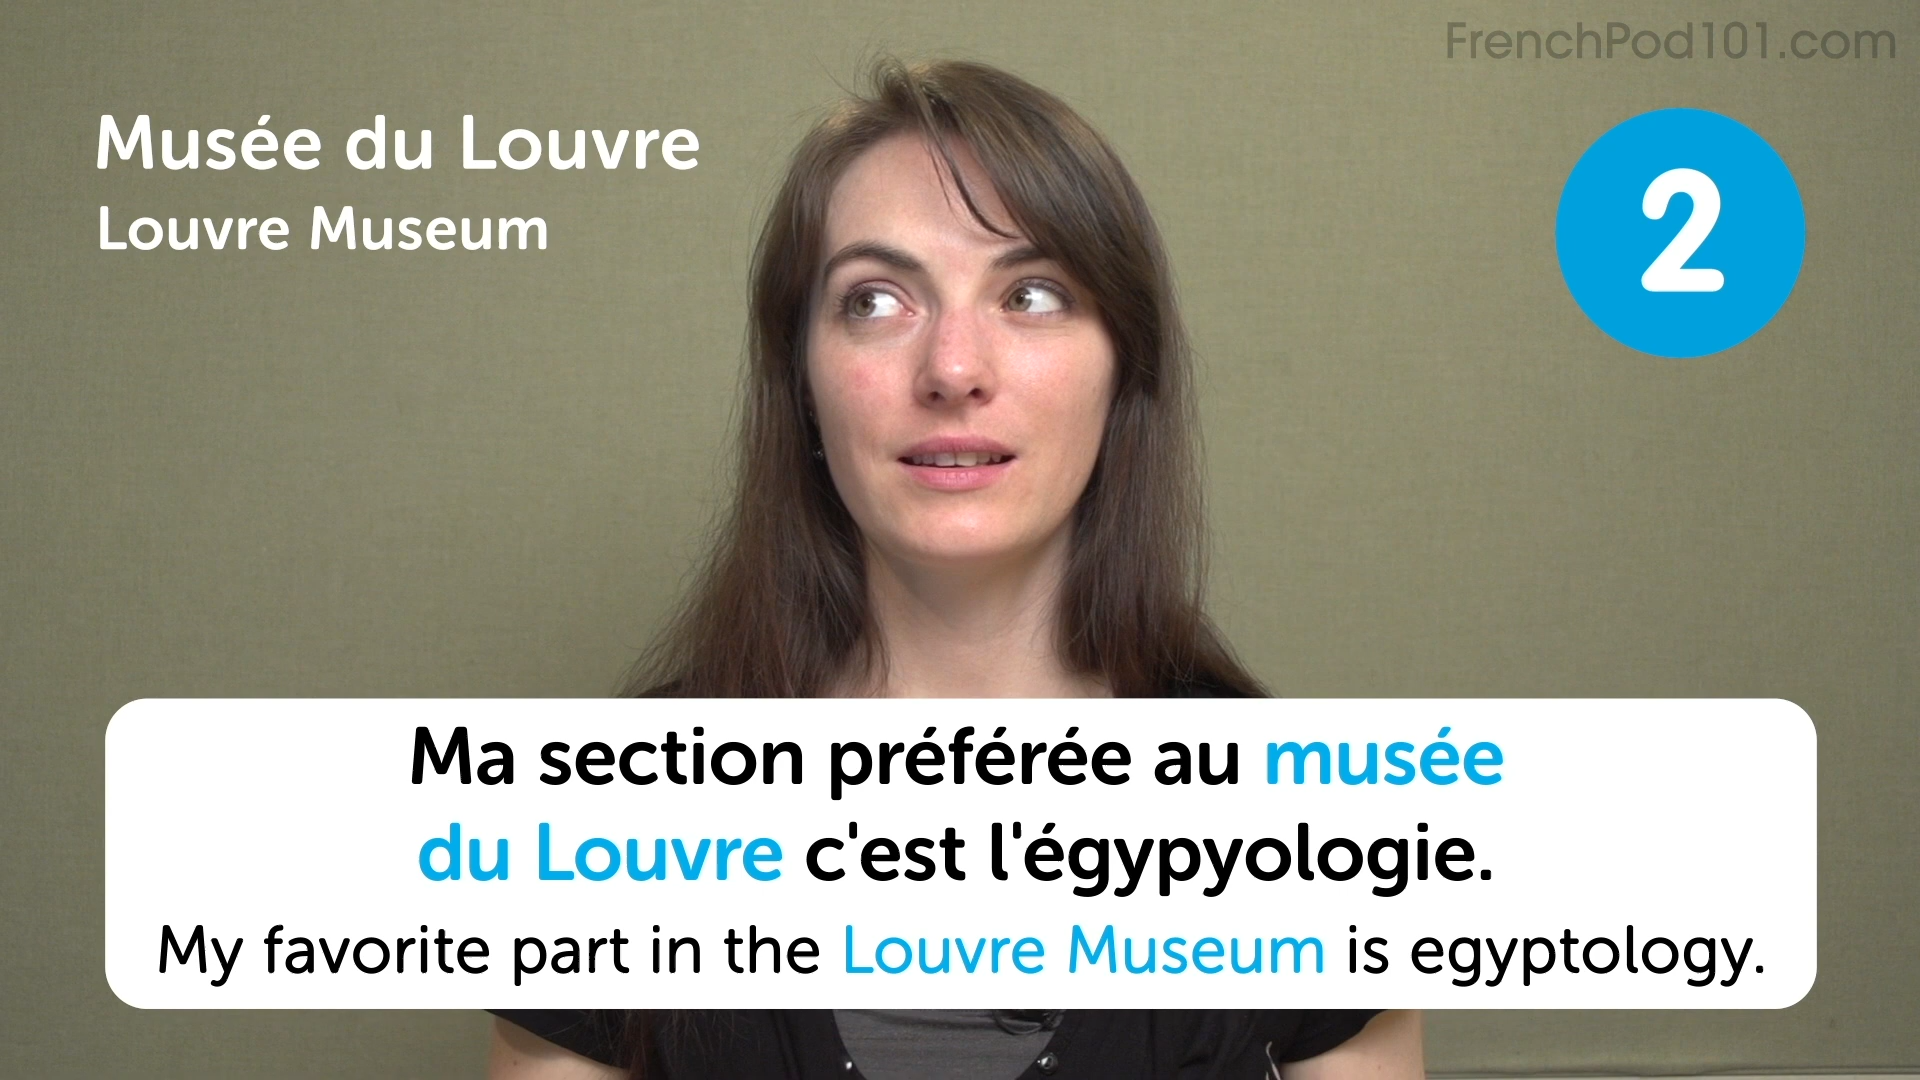 FrenchPod101.com
Musée du Louvre
Louvre Museum
2
Ma section préférée au musée
du Louvre c'est l'égypyologie.
My favorite part in the Louvre Museum is egyptology.